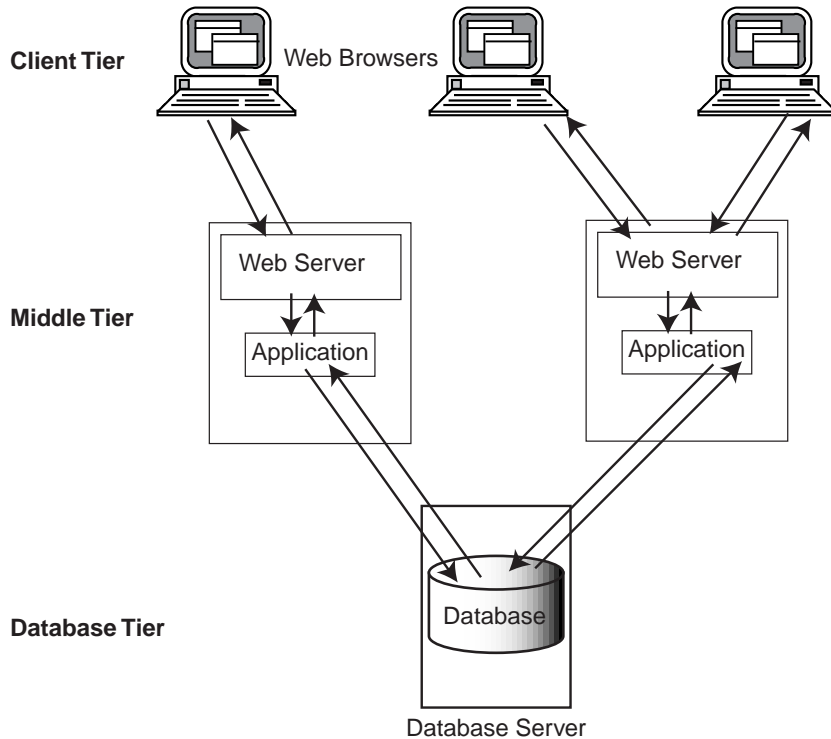 Client Tier
Web Browsers
Web Server
Web Server
Middle Tier
Application
Application
Database
Database Tier
Database Server